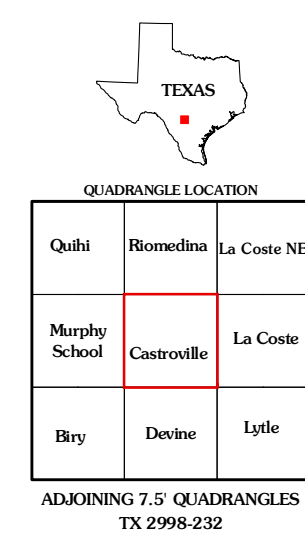 TEXAS
QUADRANGLE LOCATION
Quihi
Riomedina
La Coste NE
Murphy
School
Castroville
La Coste
Biry
Devine
Lytle
ADJOINING 7.5' QUADRANGLES
TX 2998-232